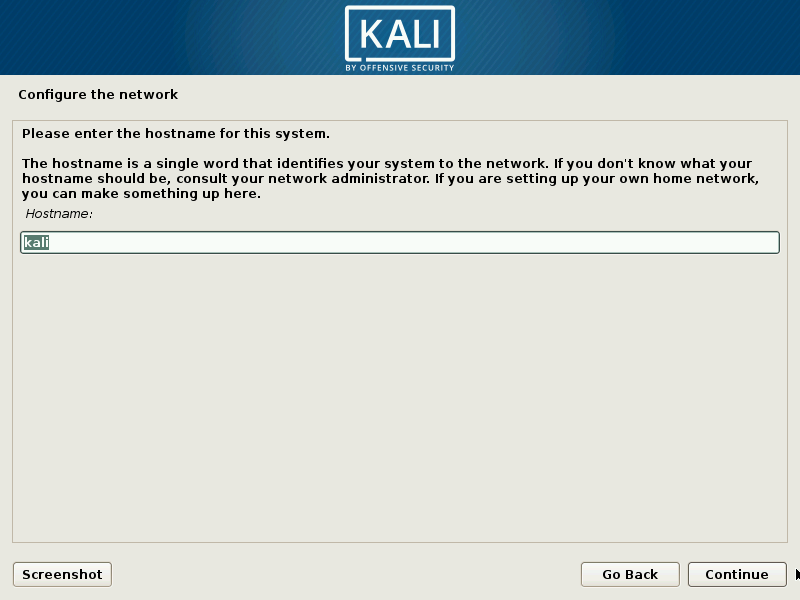 KALI
BY OFFENSIVE SECURITY
Configure the network
Please enter the hostname for this system.
The hostname is a single word that identifies your system to the network. If you don't know what your
hostname should be, consult your network administrator. If you are setting up your own home network,
you can make something up here.
Hostname:
kali
Screenshot
Go Back
Continue